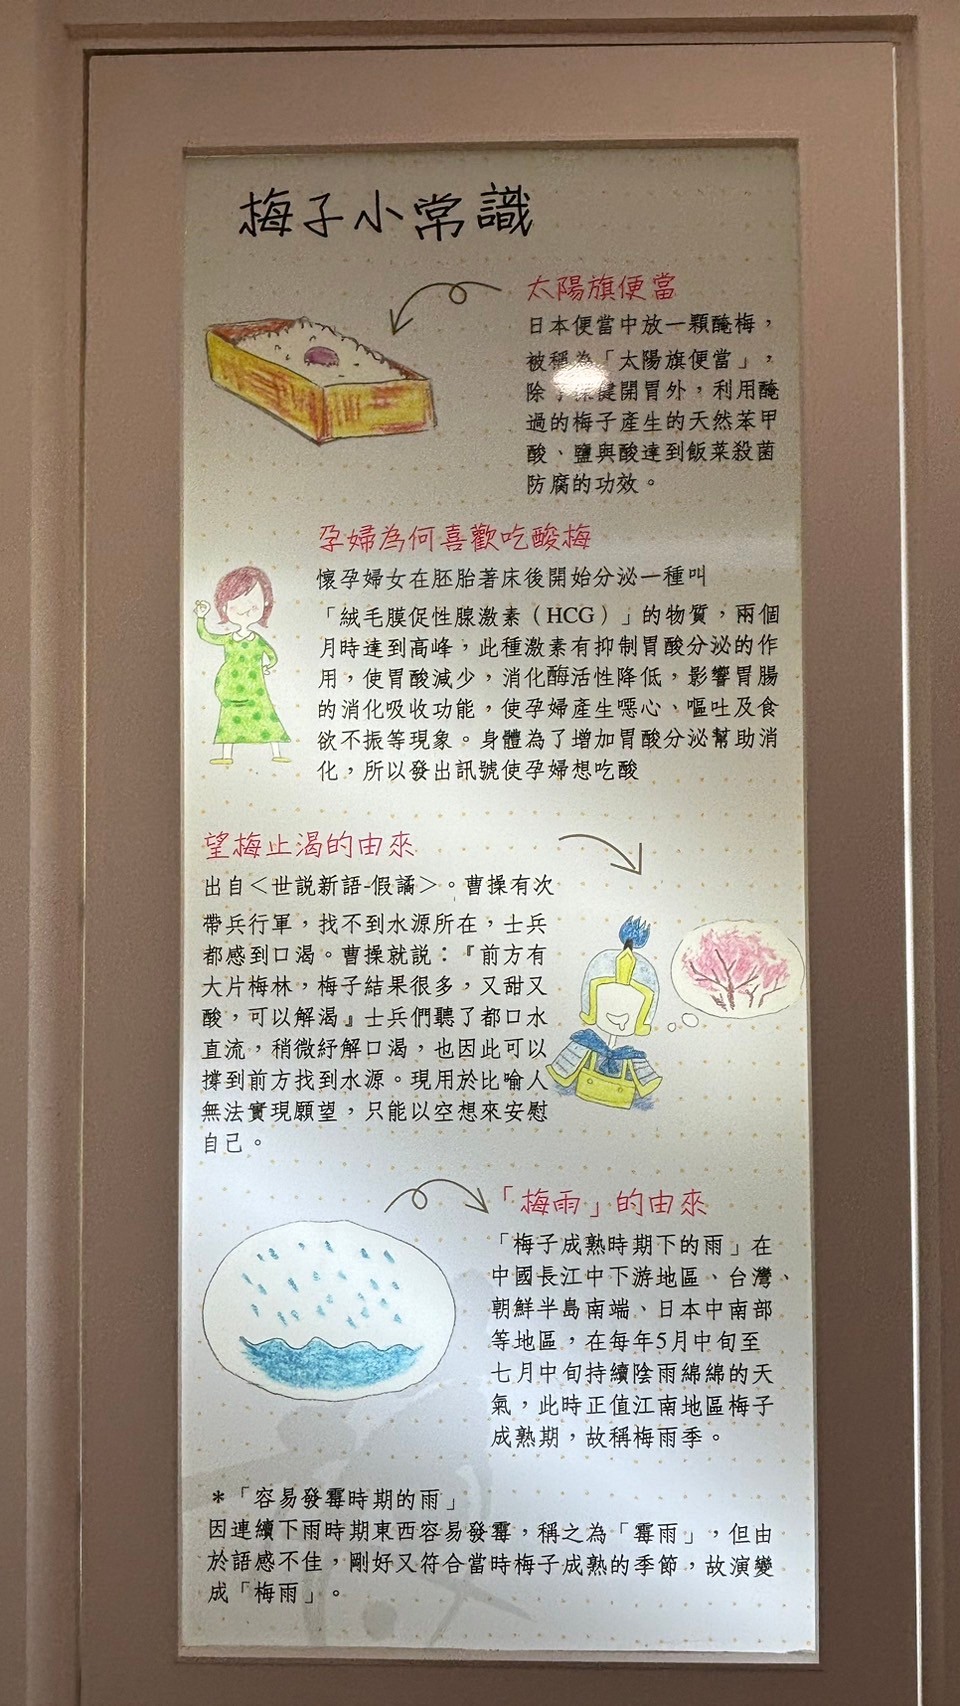 梅子小常識
太陽旗便當
日本便當中放一顆醃梅，
被稱為「太陽旗便當」，
除了保健開胃外，利用醃
過的梅子產生的天然苯甲
酸、鹽與酸達到飯菜殺菌
防腐的功效。
孕婦為何喜歡吃酸梅
懷孕婦女在胚胎著床後開始分泌一種叫
「絨毛膜促性腺激素（HCG）」的物質，兩個
月時達到高峰，此種激素有抑制胃酸分泌的作
用，使胃酸減少，消化酶活性降低，影響胃腸
的消化吸收功能，使孕婦產生噁心、嘔吐及食
欲不振等現象。身體為了增加胃酸分泌幫助消
化，所以發出訊號使孕婦想吃酸
望梅止渴的由來
出自＜世說新語-假譎＞。曹操有次
帶兵行軍，找不到水源所在，士兵
都感到口渴。曹操就說：『前方有
大片梅林，梅子結果很多，又甜又
酸，可以解渴』士兵們聽了都口水
直流，稍微紓解口渴，也因此可以
撐到前方找到水源。現用於比喻人
無法實現願望，只能以空想來安慰
自己。
「梅雨」的由來
「梅子成熟時期下的雨」在
中國長江中下游地區、台灣、
朝鮮半島南端、日本中南部
等地區，在每年5月中旬至
七月中旬持續陰雨綿綿的天
氣，此時正值江南地區梅子
成熟期，故稱梅雨季。
＊「容易發霉時期的雨」
因連續下雨時期東西容易發霉，稱之為「霉雨」，但由
於語感不佳，剛好又符合當時梅子成熟的季節，故演變
成「梅雨」。